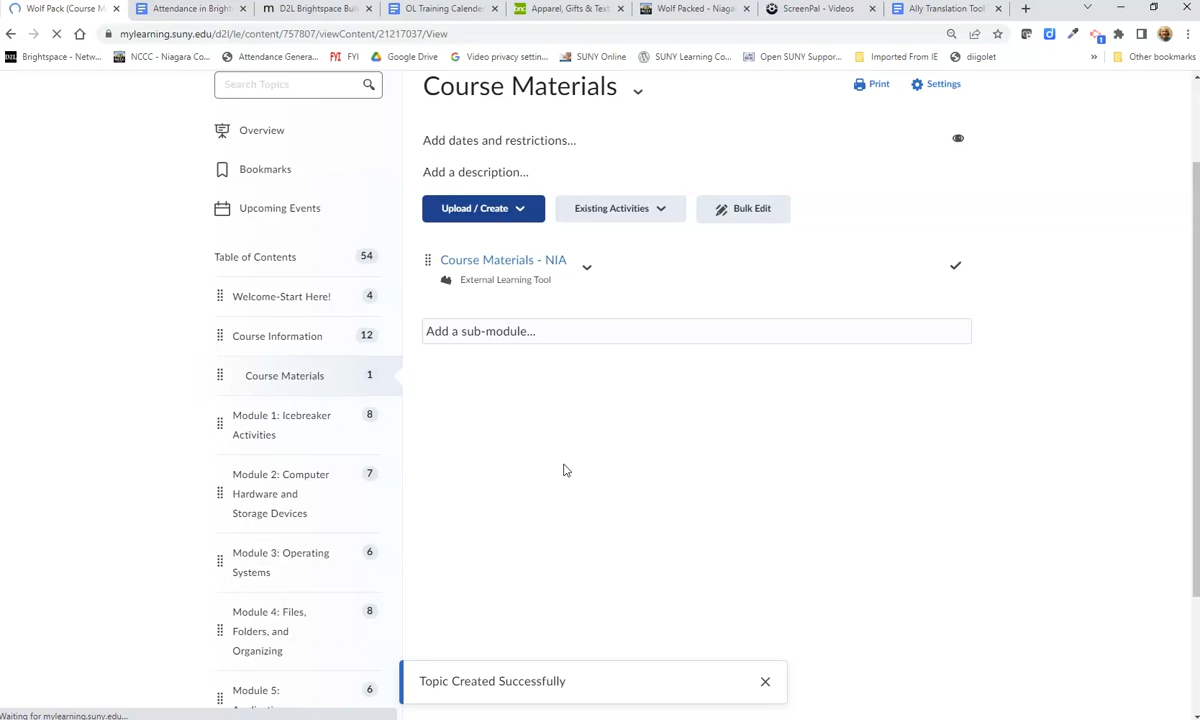 Wolf Pack (Course M
Attendance in Bright
D2L Brightspace Bui
OL Training Calende
Apparel, Gifts & Text
Wolf Packed - Niaga
ScreenPal - Videos
Ally Translation Tool
mylearning.suny.edu/d2l/le/content/757807/viewContent/21217037/View
D2L Brightspace - Netw...
NCCC - Niagara Co...
Attendance Genera...
FYI FYI
Google Drive
Video privacy settin...
SUNY Online
SUNY Learning Co...
Open SUNY Suppor...
Imported From IE
diigolet
Other bookmarks
Search Topics
Overview
Bookmarks
Upcoming Events
Table of Contents 54
Welcome-Start Here! 4
Course Information 12
Course Materials 1
Module 1: Icebreaker 8
Activities
Module 2: Computer 7
Hardware and
Storage Devices
Module 3: Operating 6
Systems
Module 4: Files, 8
Folders, and
Organizing
Module 5: 6
Course Materials
Print
Settings
Add dates and restrictions...
Add a description...
Upload / Create
Existing Activities
Bulk Edit
Course Materials - NIA
External Learning Tool
Add a sub-module...
Topic Created Successfully
Waiting for mylearning.suny.edu...